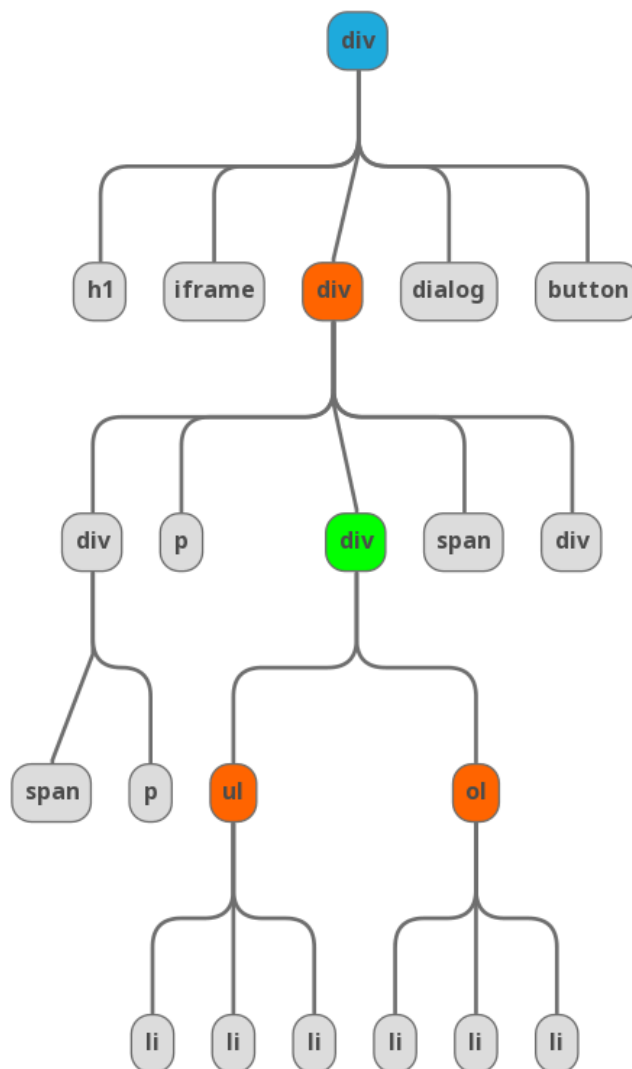 div
h1 iframe div dialog button
div p div span div
span p ul ol
li li li li li li